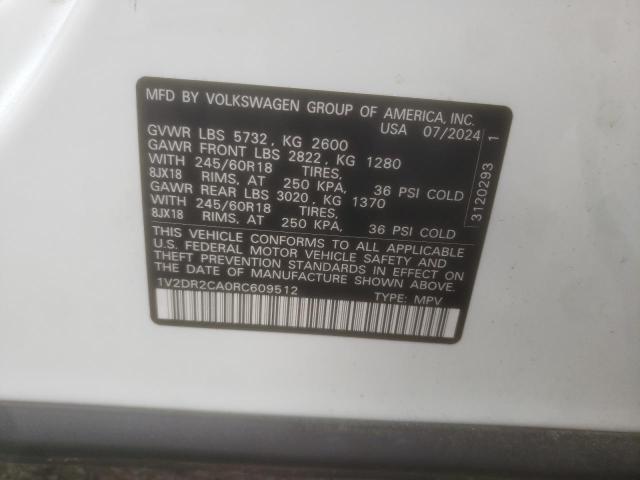 MFD BY VOLKSWAGEN GROUP OF AMERICA, INC.
USA 07/2024
GVWR LBS 5732, KG 2600
GAWR FRONT LBS 2822, KG 1280
WITH 245/60R18 TIRES,
8JX18 RIMS, AT 250 KPA, 36 PSI COLD
GAWR REAR LBS 3020, KG 1370
WITH 245/60R18 TIRES,
8JX18 RIMS, AT 250 KPA, 36 PSI COLD
THIS VEHICLE CONFORMS TO ALL APPLICABLE
U.S. FEDERAL MOTOR VEHICLE SAFETY AND
THEFT PREVENTION STANDARDS IN EFFECT ON
THE DATE OF MANUFACTURE SHOWN ABOVE.
1V2DR2CA0RC609512 TYPE: MPV
3120293 1